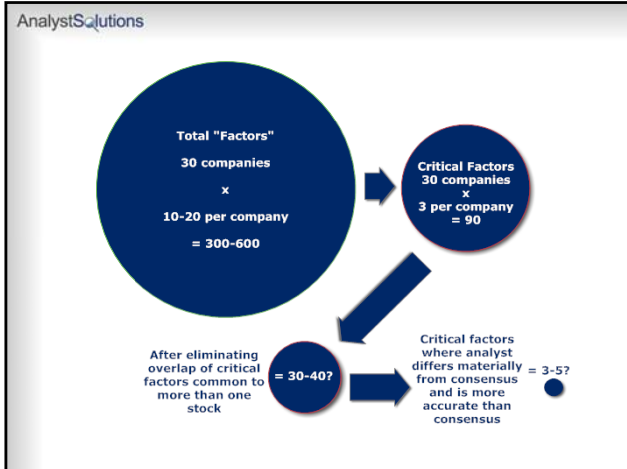 AnalystSolutions
Total "Factors"
30 companies
x
10-20 per company
= 300-600
Critical Factors
30 companies
x
3 per company
= 90
After eliminating
overlap of critical
factors common to
more than one
stock
= 30-40?
Critical factors
where analyst
differs materially
from consensus
and is more
accurate than
consensus
= 3-5?